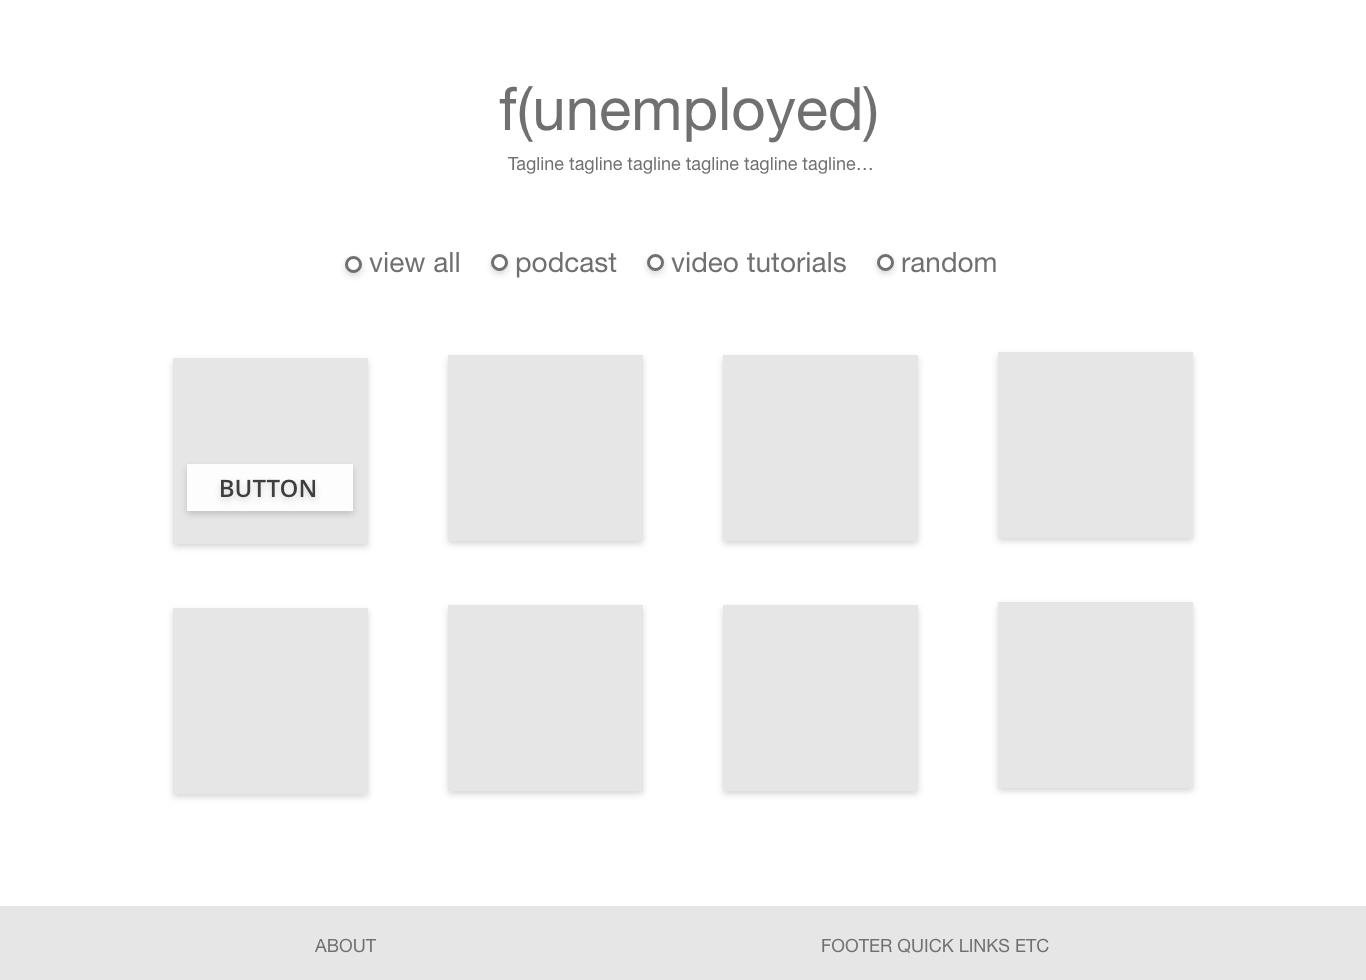 f(unemployed)
Tagline tagline tagline tagline tagline tagline...
view all podcast video tutorials random
BUTTON
ABOUT FOOTER QUICK LINKS ETC